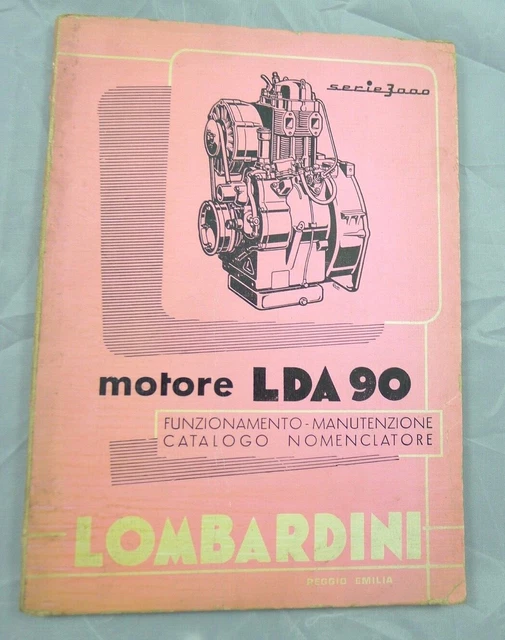 serie 3000
motore LDA 90
FUNZIONAMENTO - MANUTENZIONE
CATALOGO NOMENCLATORE
LOMBARDINI
REGGIO EMILIA